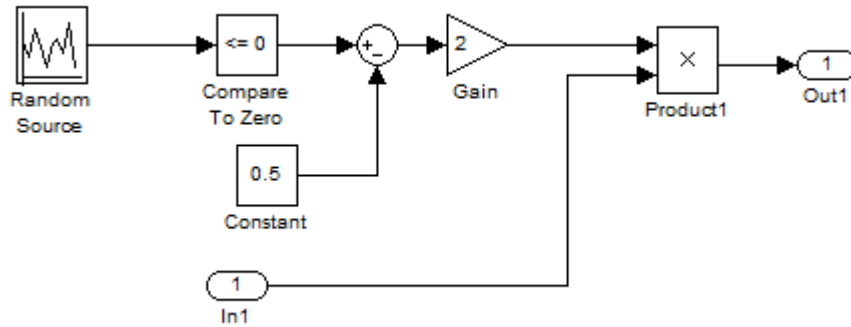 Random
Source
<= 0
Compare
To Zero
+
-
2
Gain
0.5
Constant
×
Product1
1
Out1
1
In1